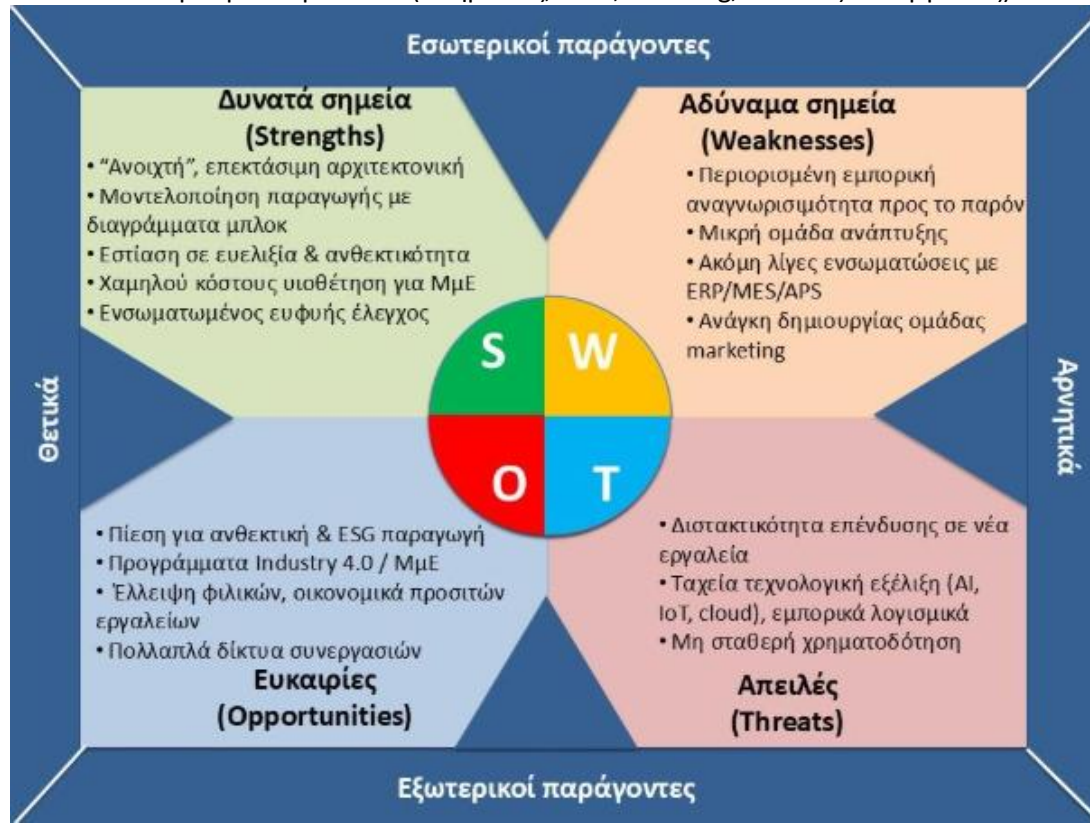 Εσωτερικοί παράγοντες
Δυνατά σημεία
(Strengths)
• “Ανοιχτή”, επεκτάσιμη αρχιτεκτονική
• Μοντελοποίηση παραγωγής με
διαγράμματα μπλοκ
• Εστίαση σε ευελιξία & ανθεκτικότητα
• Χαμηλού κόστους υιοθέτηση για ΜμΕ
• Ενσωματωμένος ευφυής έλεγχος
Αδύναμα σημεία
(Weaknesses)
• Περιορισμένη εμπορική
αναγνωρισιμότητα προς το παρόν
• Μικρή ομάδα ανάπτυξης
• Ακόμη λίγες ενσωματώσεις με
ERP/MES/APS
• Ανάγκη δημιουργίας ομάδας
marketing
Θετικά
S
W
O
T
Αρνητικά
• Πίεση για ανθεκτική & ESG παραγωγή
• Προγράμματα Industry 4.0 / ΜμΕ
• Έλλειψη φιλικών, οικονομικά προσιτών
εργαλείων
• Πολλαπλά δίκτυα συνεργασιών
Ευκαιρίες
(Opportunities)
• Διστακτικότητα επένδυσης σε νέα
εργαλεία
• Ταχεία τεχνολογική εξέλιξη (AI,
IoT, cloud), εμπορικά λογισμικά
• Μη σταθερή χρηματοδότηση
Απειλές
(Threats)
Εξωτερικοί παράγοντες